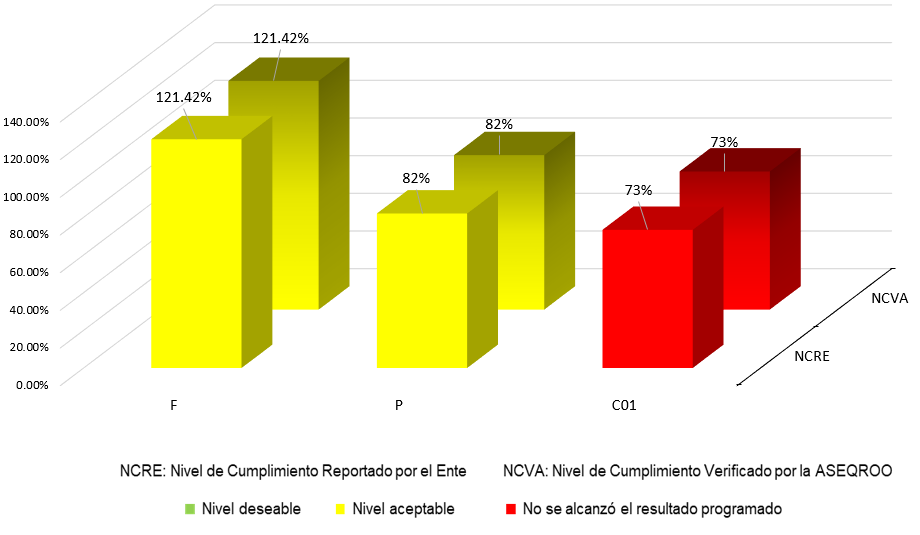 121.42%
121.42%
82%
82%
73%
73%
140.00%
120.00%
100.00%
80.00%
60.00%
40.00%
20.00%
0.00%
NCVA
NCRE
F P C01
NCRE: Nivel de Cumplimiento Reportado por el Ente NCVA: Nivel de Cumplimiento Verificado por la ASEQROO
Nivel deseable Nivel aceptable No se alcanzó el resultado programado